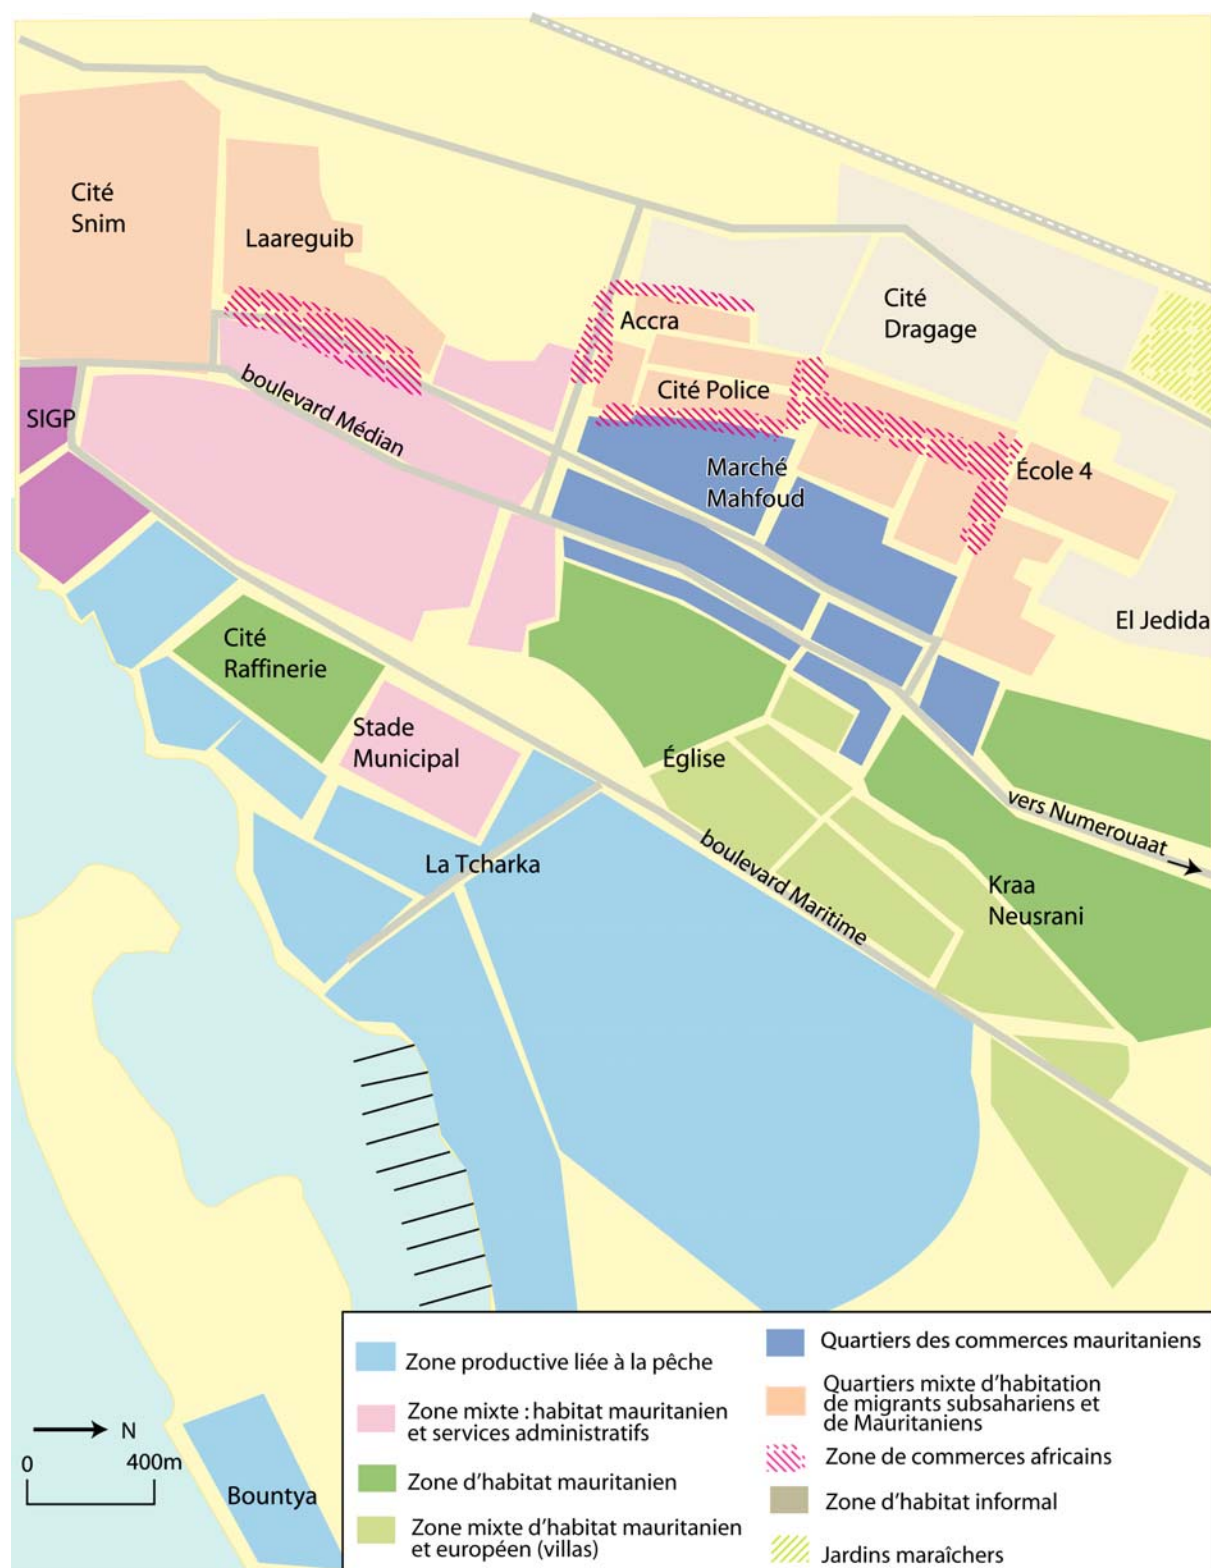 Cité
Snim
Laareguib
Cité
Dragage
Accra
Cité Police
boulevard Médian
SIGP
Marché
Mahfoud
École 4
El Jedida
Cité
Raffinerie
Stade
Municipal
Église
vers Numerouaat
La Tcharka
boulevard Maritime
Kraa
Neusrani
N
0
400m
Bountya
Zone productive liée à la pêche
Zone mixte : habitat mauritanien
et services administratifs
Zone d'habitat mauritanien
Zone mixte d'habitat mauritanien
et européen (villas)
Quartiers des commerces mauritaniens
Quartiers mixte d'habitation
de migrants subsahariens et
de Mauritaniens
Zone de commerces africains
Zone d'habitat informal
Jardins maraîchers